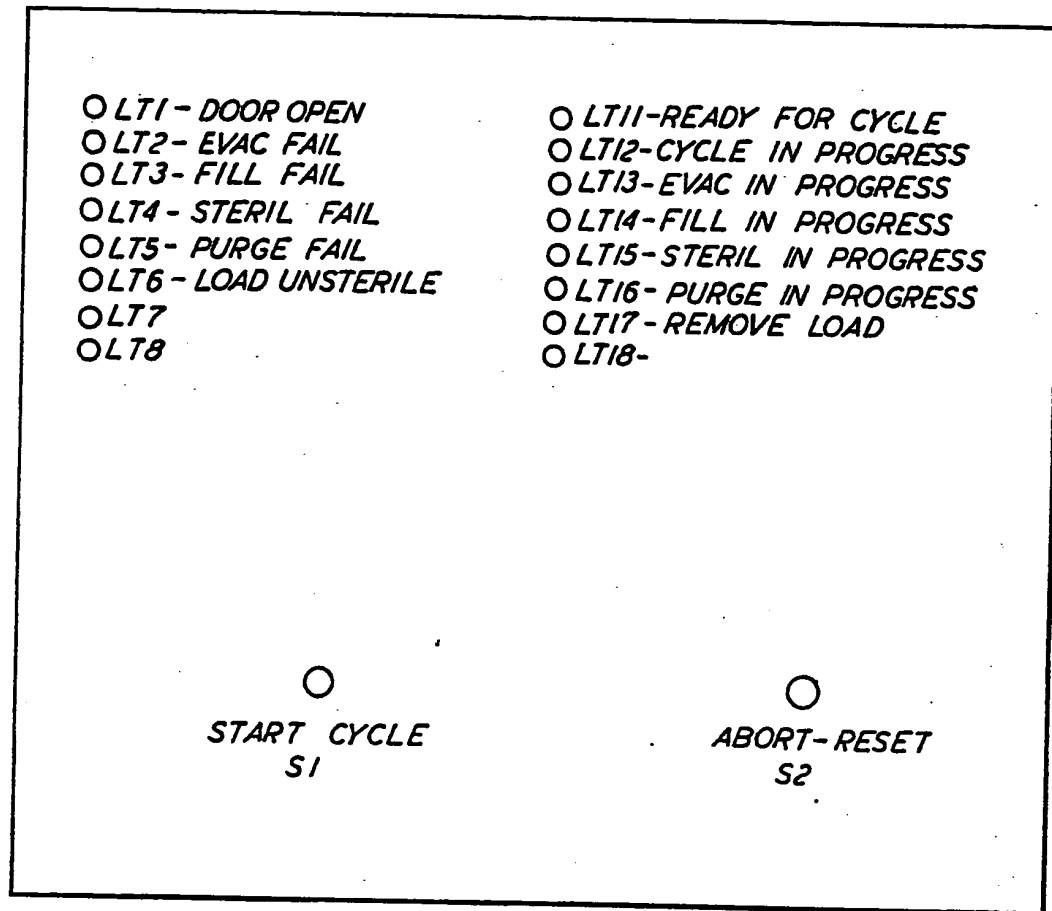 LT1 - DOOR OPEN
LT2 - EVAC FAIL
LT3 - FILL FAIL
LT4 - STERIL FAIL
LT5 - PURGE FAIL
LT6 - LOAD UNSTERILE
LT7
LT8
LT11-READY FOR CYCLE
LT12-CYCLE IN PROGRESS
LT13-EVAC IN PROGRESS
LT14-FILL IN PROGRESS
LT15-STERIL IN PROGRESS
LT16-PURGE IN PROGRESS
LT17-REMOVE LOAD
LT18-
START CYCLE
S1
ABORT-RESET
S2